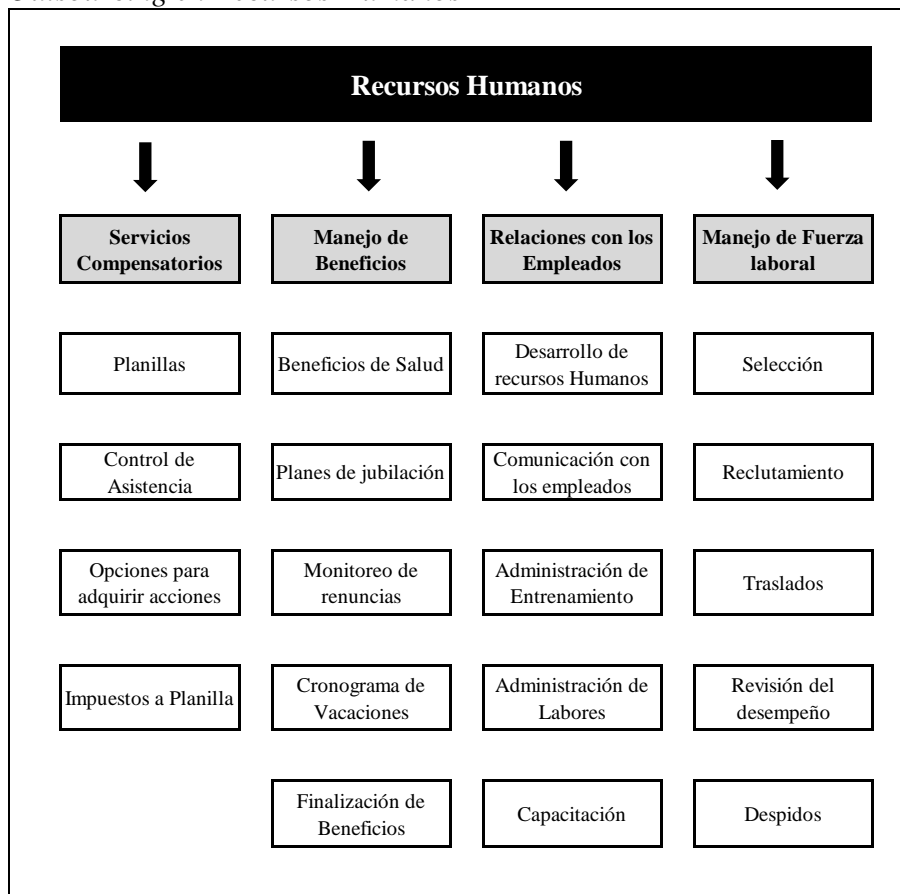 Recursos Humanos
Servicios
Compensatorios
Manejo de
Beneficios
Relaciones con los
Empleados
Manejo de Fuerza
laboral
Planillas
Beneficios de Salud
Desarrollo de
recursos Humanos
Selección
Control de
Asistencia
Planes de jubilación
Comunicación con
los empleados
Reclutamiento
Opciones para
adquirir acciones
Monitoreo de
renuncias
Administración de
Entrenamiento
Traslados
Impuestos a Planilla
Cronograma de
Vacaciones
Administración de
Labores
Revisión del
desempeño
Finalización de
Beneficios
Capacitación
Despidos